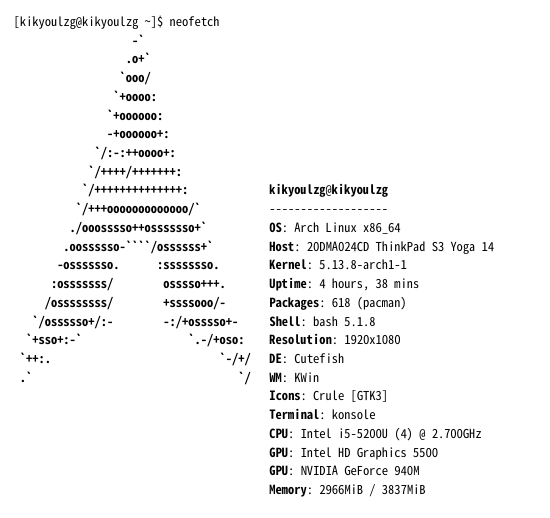 [kikyoulzg@kikyoulzg ~]$ neofetch
                   -`
                  .o+`
                 `ooo/
                `+oooo:
               `+oooooo:
               -+oooooo+:
             `/:-:++oooo+:
            `/++++/+++++++:
           `/++++++++++++++:                kikyoulzg@kikyoulzg
          `/+++ooooooooooooo/`              -------------------
         ./ooosssso++osssssso+`             OS: Arch Linux x86_64
        .oossssso-````/ossssss+`            Host: 20DMA024CD ThinkPad S3 Yoga 14
       -osssssso.      :ssssssso.           Kernel: 5.13.8-arch1-1
      :osssssss/        osssso+++.          Uptime: 4 hours, 38 mins
     /ossssssss/        +ssssooo/-          Packages: 618 (pacman)
   `/ossssso+/:-        -:/+osssso+-        Shell: bash 5.1.8
  `+sso+:-`                 `.-/+oso:       Resolution: 1920x1080
 `++:.                           `-/+/      DE: Cutefish
 .`                                 `/      WM: KWin
                                            Icons: Crule [GTK3]
                                            Terminal: konsole
                                            CPU: Intel i5-5200U (4) @ 2.700GHz
                                            GPU: Intel HD Graphics 5500
                                            GPU: NVIDIA GeForce 940M
                                            Memory: 2966MiB / 3837MiB